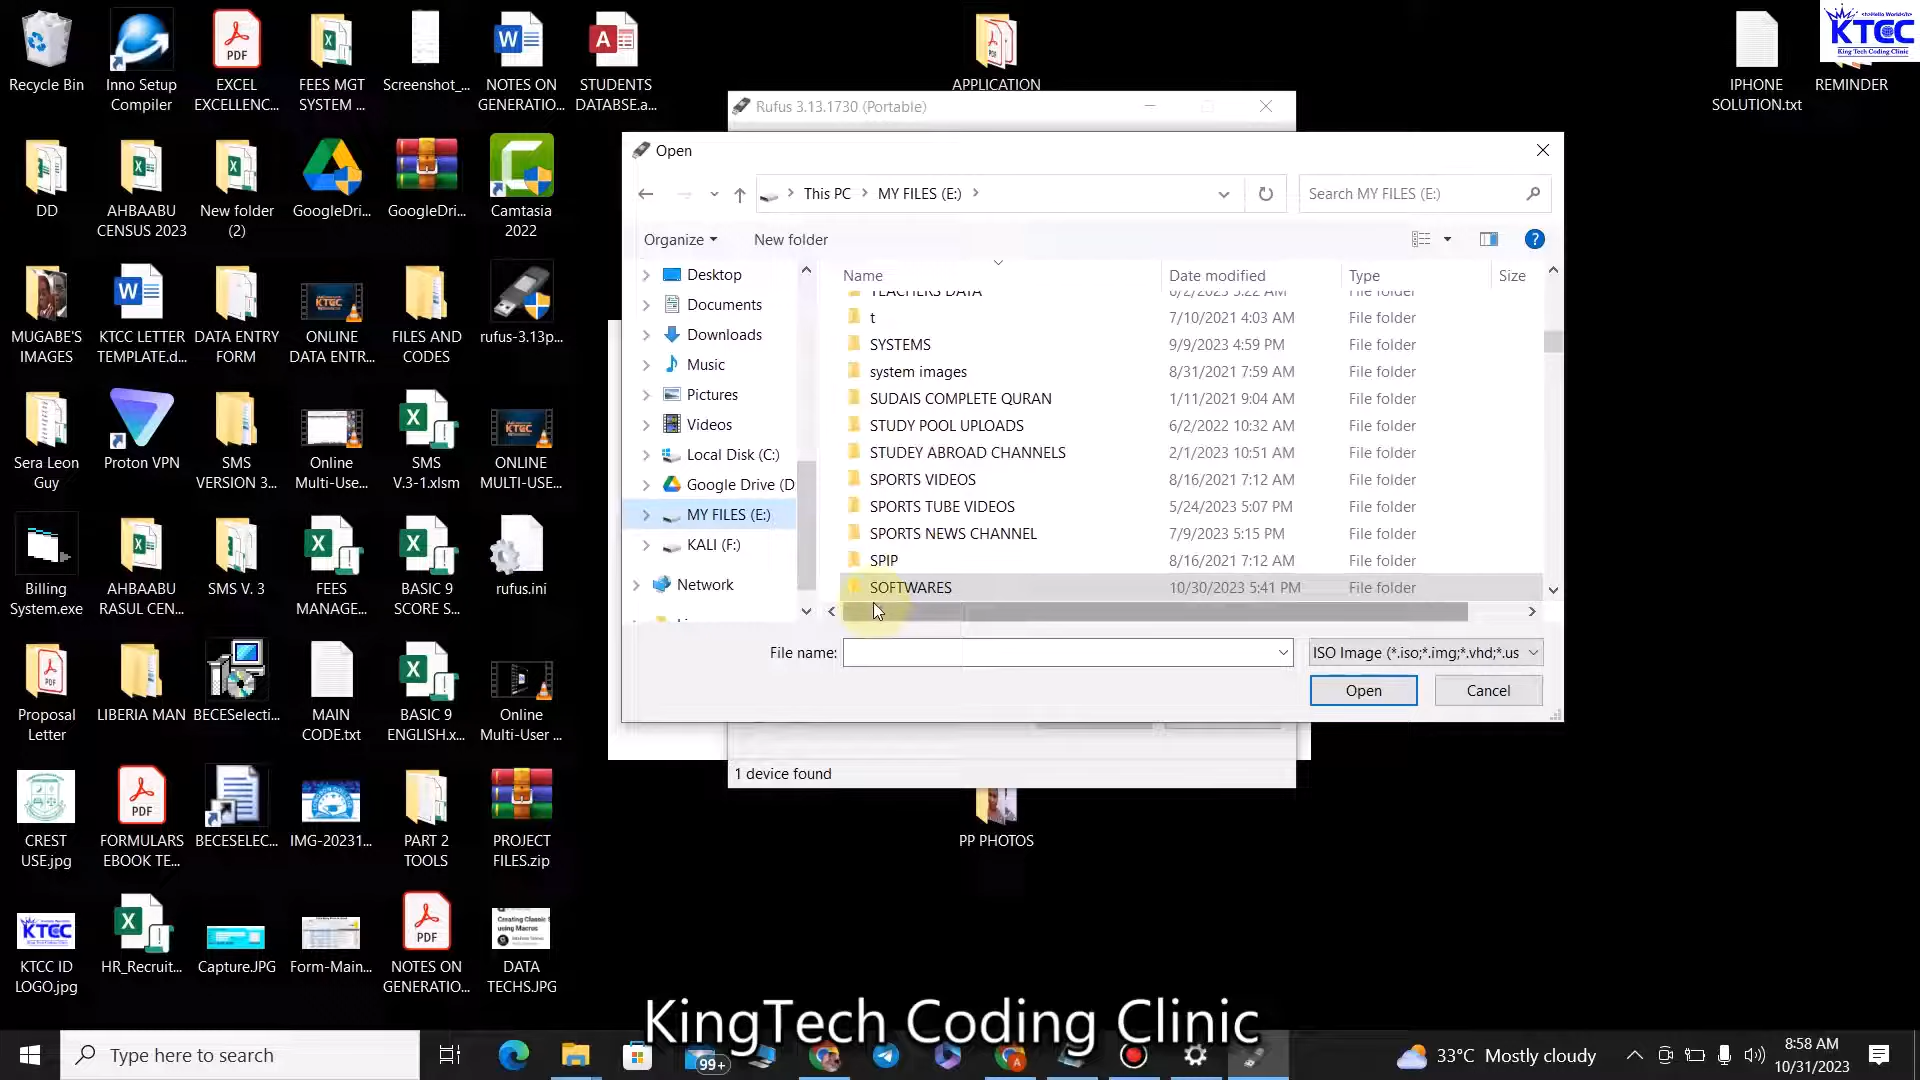 Recycle Bin
Inno Setup
Compiler
EXCEL
EXCELLENC...
FEES MGT
SYSTEM ...
Screenshot_...
NOTES ON
GENERATIO...
STUDENTS
DATABSE.a...
APPLICATION
IPHONE
SOLUTION.txt
REMINDER
KTCC
King Tech Coding Clinic
Rufus 3.13.1730 (Portable)
Open
This PC
MY FILES (E:)
Search MY FILES (E:)
Organize
New folder
Desktop
Documents
Downloads
Music
Pictures
Videos
Local Disk (C:)
Google Drive (D
MY FILES (E:)
KALI (F:)
Network
Name Date modified Type Size
TEACHERS DATA 6/2/2023 5:22 AM File folder
t 7/10/2021 4:03 AM File folder
SYSTEMS 9/9/2023 4:59 PM File folder
system images 8/31/2021 7:59 AM File folder
SUDAIS COMPLETE QURAN 1/11/2021 9:04 AM File folder
STUDY POOL UPLOADS 6/2/2022 10:32 AM File folder
STUDEY ABROAD CHANNELS 2/1/2023 10:51 AM File folder
SPORTS VIDEOS 8/16/2021 7:12 AM File folder
SPORTS TUBE VIDEOS 5/24/2023 5:07 PM File folder
SPORTS NEWS CHANNEL 7/9/2023 5:15 PM File folder
SPIP 8/16/2021 7:12 AM File folder
SOFTWARES 10/30/2023 5:41 PM File folder
File name:
ISO Image (*.iso;*.img;*.vhd;*.us
Open
Cancel
1 device found
DD
AHBAABU
CENSUS 2023
New folder
(2)
GoogleDri...
GoogleDri...
Camtasia
2022
MUGABE'S
IMAGES
KTCC LETTER
TEMPLATE.d...
DATA ENTRY
FORM
ONLINE
DATA ENTR...
FILES AND
CODES
rufus-3.13p...
Sera Leon
Guy
Proton VPN
SMS
VERSION 3...
Online
Multi-Use...
SMS
V.3-1.xlsm
ONLINE
MULTI-USE...
Billing
System.exe
AHBAABU
RASUL CEN...
SMS V. 3
FEES
MANAGE...
BASIC 9
SCORE S...
rufus.ini
Proposal
Letter
LIBERIA MAN
BECESelecti...
MAIN
CODE.txt
BASIC 9
ENGLISH.x...
Online
Multi-User ...
CREST
USE.jpg
FORMULARS
EBOOK TE...
BECESELEC...
IMG-20231...
PART 2
TOOLS
PROJECT
FILES.zip
PP PHOTOS
KTCC ID
LOGO.jpg
HR_Recruit...
Capture.JPG
Form-Main...
NOTES ON
GENERATIO...
DATA
TECHS.JPG
KingTech Coding Clinic
Type here to search
99+
33°C Mostly cloudy
8:58 AM
10/31/2023